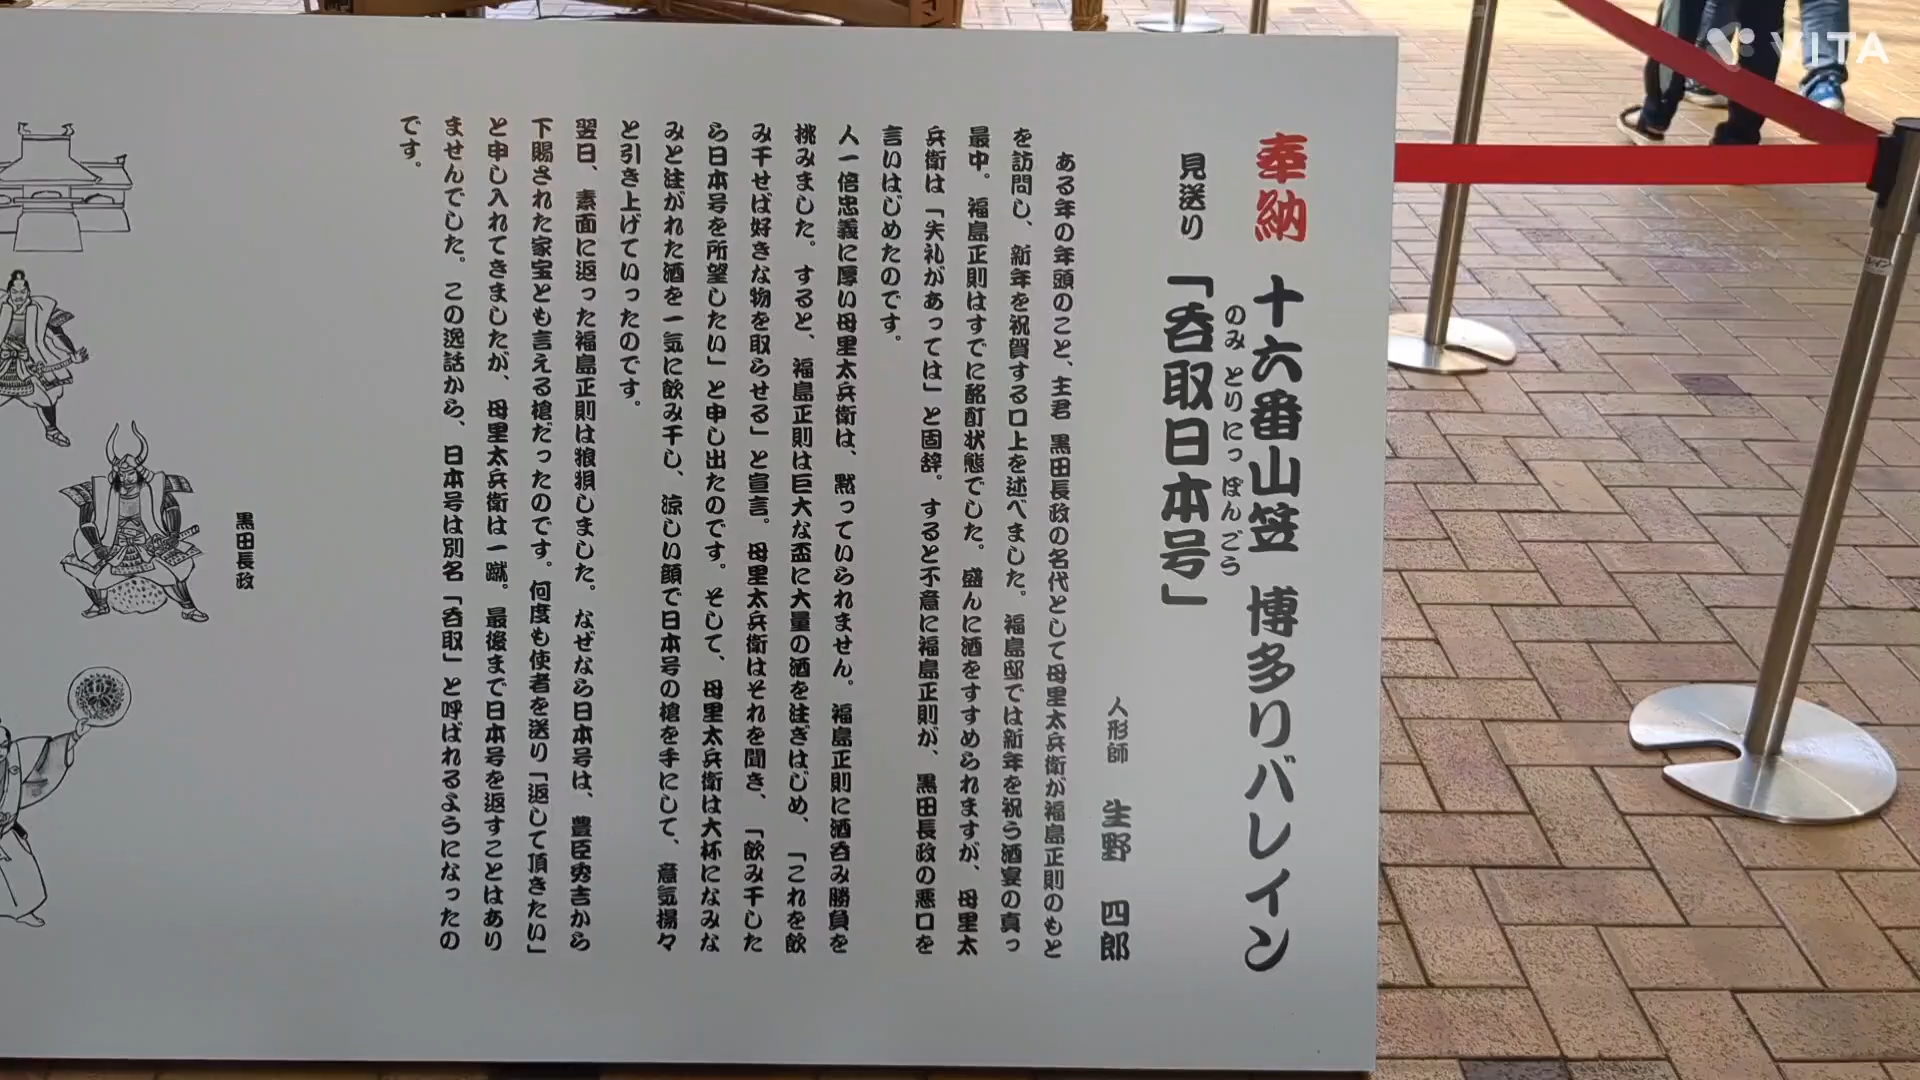 奉納 十六番山笠 博多リバレイン
見送り 「呑取日本号」
のみ とりにっ ぽん ごう
人形師 生野 四郎
ある年の年頭のこと、主君 黒田長政の名代として母里太兵衛が福島正則のもと
を訪問し、新年を祝賀する口上を述べました。福島邸では新年を祝う酒宴の真っ
最中。福島正則はすでに酩酊状態でした。盛んに酒をすすめられますが、母里太
兵衛は「失礼があっては」と固辞。すると不意に福島正則が、黒田長政の悪口を
言いはじめたのです。
人一倍忠義に厚い母里太兵衛は、黙っていられません。福島正則に酒呑み勝負を
挑みました。すると、福島正則は巨大な盃に大量の酒を注ぎはじめ、「これを飲
み干せば好きな物を取らせる」と宣言。母里太兵衛はそれを聞き、「飲み干した
ら日本号を所望したい」と申し出たのです。そして、母里太兵衛は大杯になみな
みと注がれた酒を一気に飲み干し、涼しい顔で日本号の槍を手にして、意気揚々
と引き上げていったのです。
翌日、素面に返った福島正則は狼狽しました。なぜなら日本号は、豊臣秀吉から
下賜された家宝とも言える槍だったのです。何度も使者を送り「返して頂きたい」
と申し入れてきましたが、母里太兵衛は一蹴。最後まで日本号を返すことはあり
ませんでした。この逸話から、日本号は別名「呑取」と呼ばれるようになったの
です。
黒田長政
イン
VITA